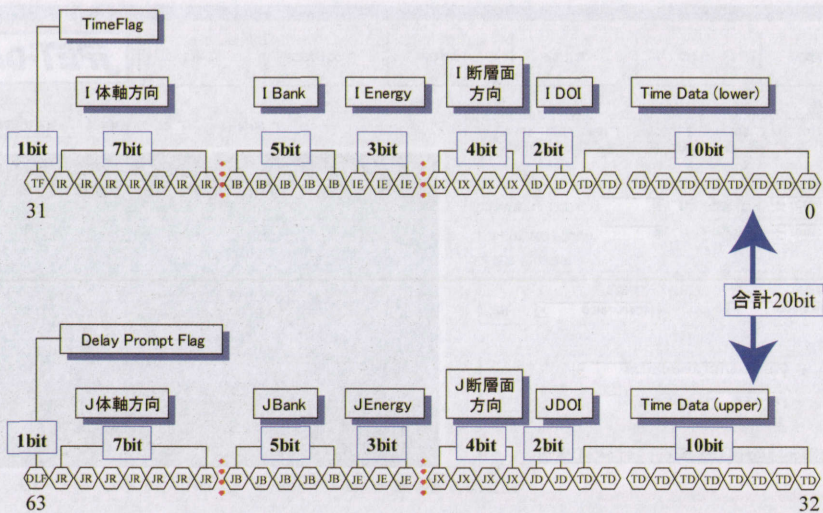 TimeFlag
I 体軸方向 I Bank I Energy I 断層面方向 I DOI Time Data (lower)
1bit 7bit 5bit 3bit 4bit 2bit 10bit
TF IR IR IR IR IR IR IR IB IB IB IB IB IE IE IE IX IX IX IX ID ID TD TD TD TD TD TD TD TD TD TD
31 0
合計20bit
Delay Prompt Flag
J体軸方向 JBank JEnergy J断層面方向 JDOI Time Data (upper)
1bit 7bit 5bit 3bit 4bit 2bit 10bit
DLF JR JR JR JR JR JR JR JB JB JB JB JB JE JE JE JX JX JX JX JD JD TD TD TD TD TD TD TD TD TD TD
63 32